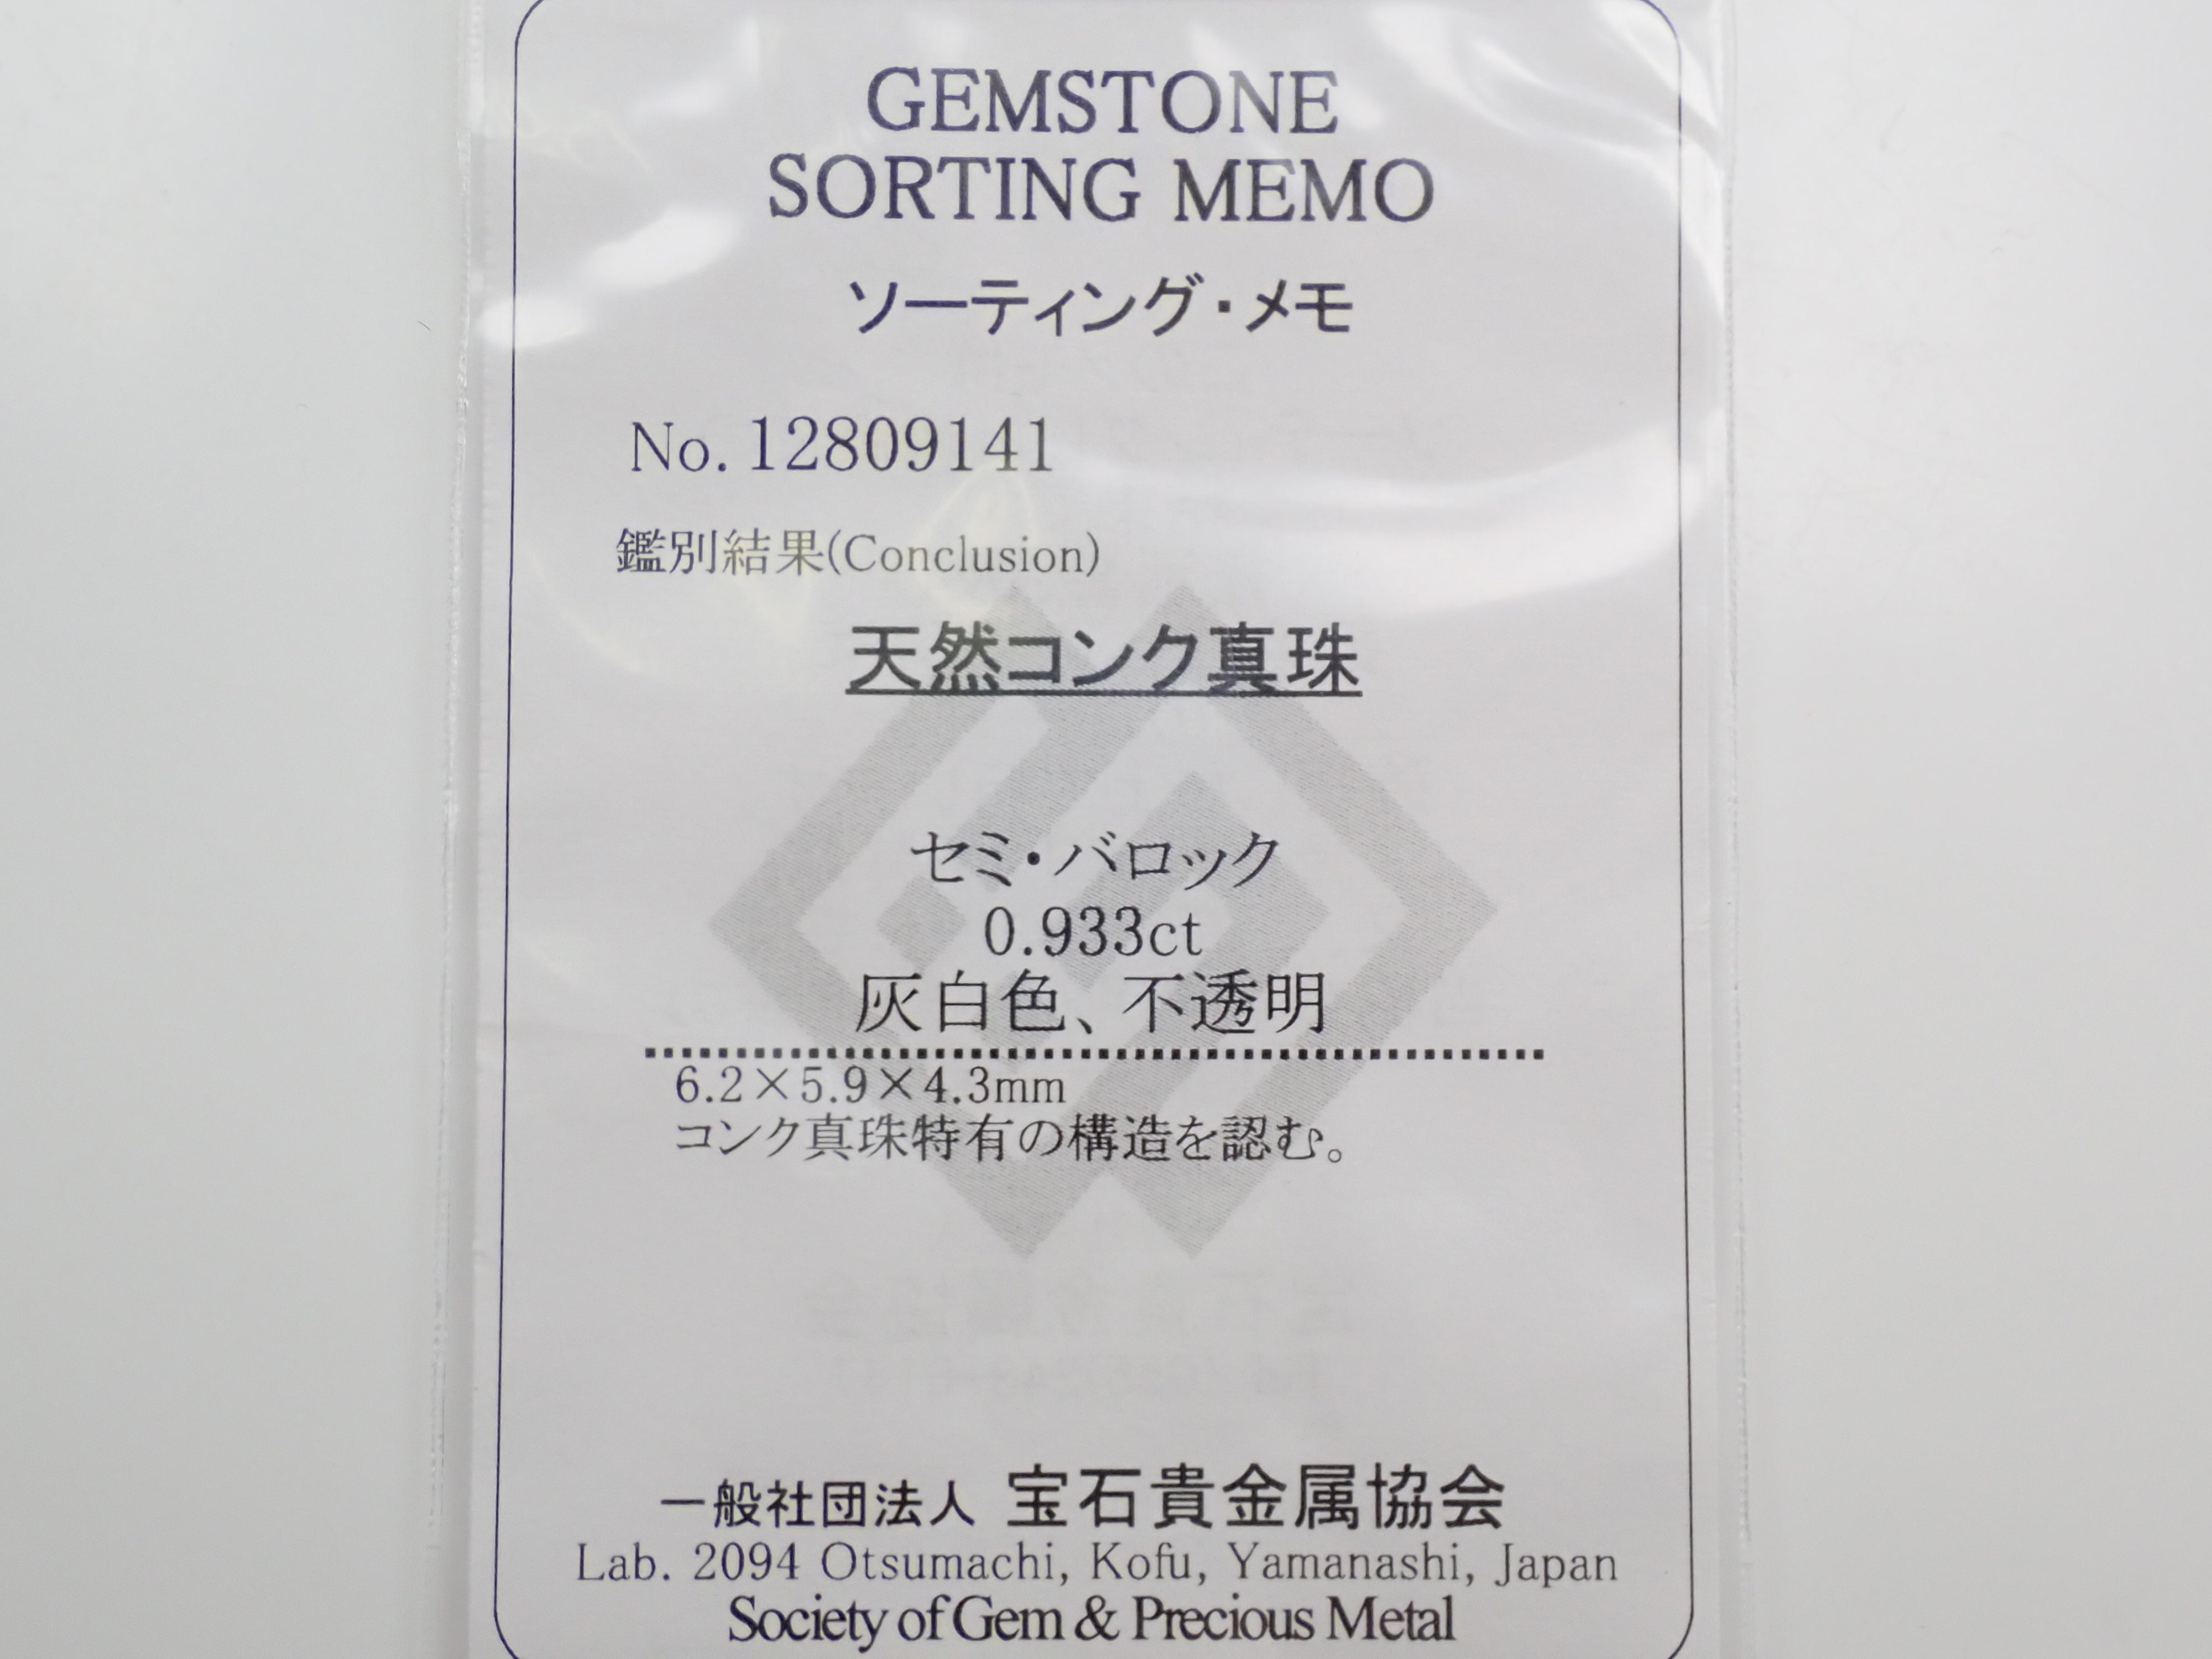 GEMSTONE
SORTING MEMO
ソーティング・メモ
No. 12809141
鑑別結果(Conclusion)
天然コンク真珠
セミ・バロック
0.933ct
灰白色、不透明
6.2×5.9×4.3mm
コンク真珠特有の構造を認む。
一般社団法人 宝石貴金属協会
Lab. 2094 Otsumachi, Kofu, Yamanashi, Japan
Society of Gem & Precious Metal